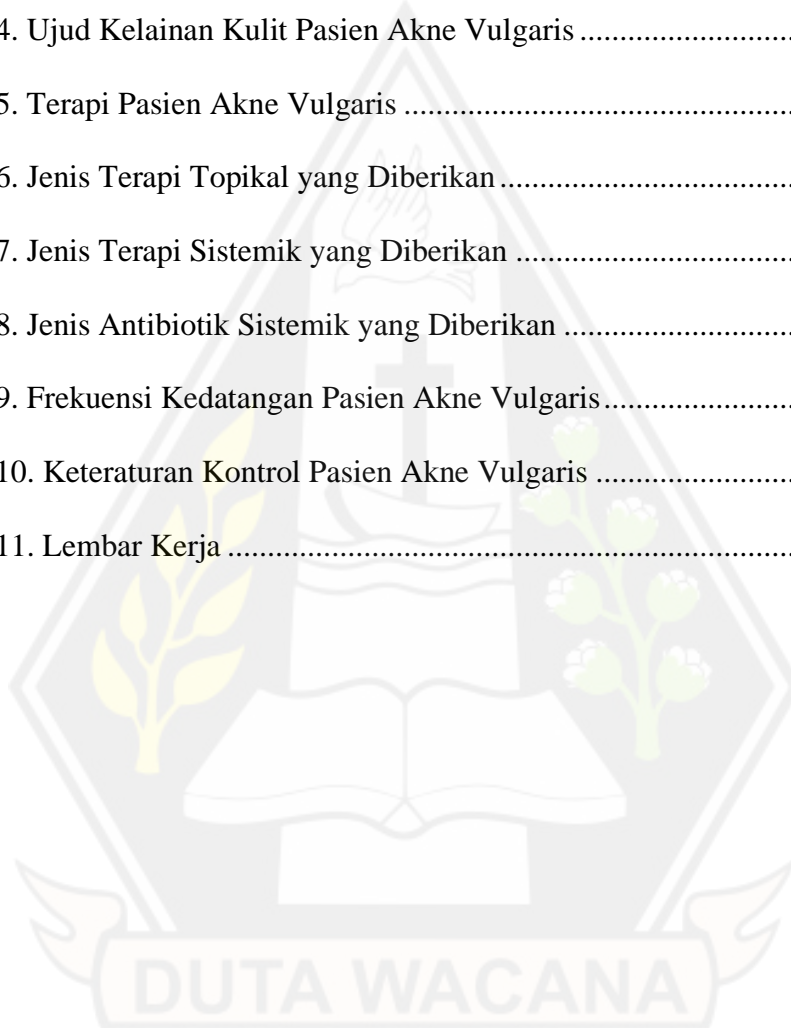 4. Ujud Kelainan Kulit Pasien Akne Vulgaris ............................
5. Terapi Pasien Akne Vulgaris .....................................................
6. Jenis Terapi Topikal yang Diberikan ........................................
7. Jenis Terapi Sistemik yang Diberikan .....................................
8. Jenis Antibiotik Sistemik yang Diberikan ...............................
9. Frekuensi Kedatangan Pasien Akne Vulgaris .........................
10. Keteraturan Kontrol Pasien Akne Vulgaris ..........................
11. Lembar Kerja ...........................................................................
DUTA WACANA